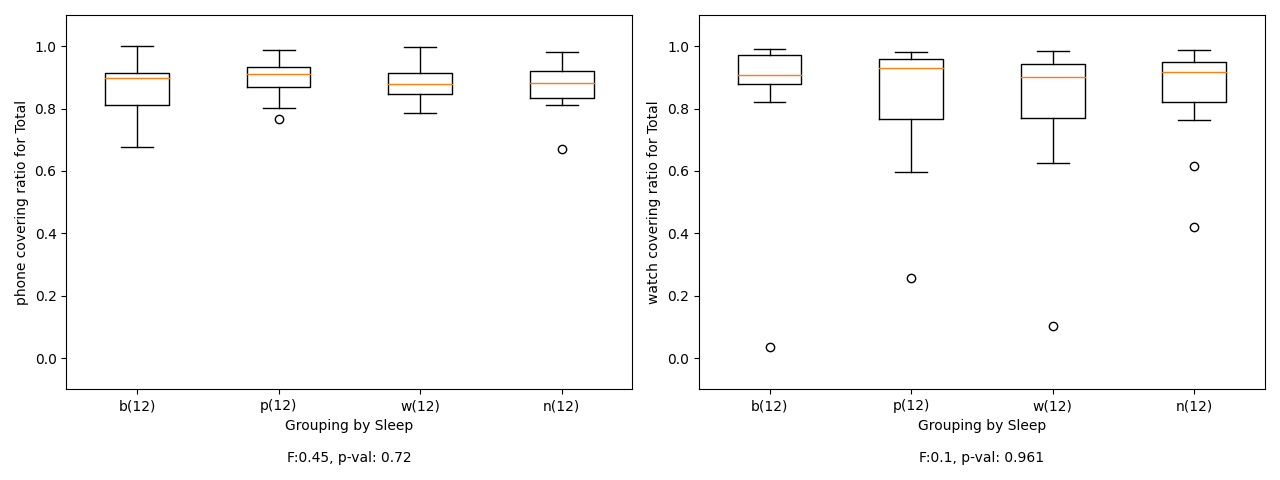 phone covering ratio for Total
1.0
0.8
0.6
0.4
0.2
0.0
b(12) p(12) w(12) n(12)
Grouping by Sleep
F:0.45, p-val: 0.72
watch covering ratio for Total
1.0
0.8
0.6
0.4
0.2
0.0
b(12) p(12) w(12) n(12)
Grouping by Sleep
F:0.1, p-val: 0.961